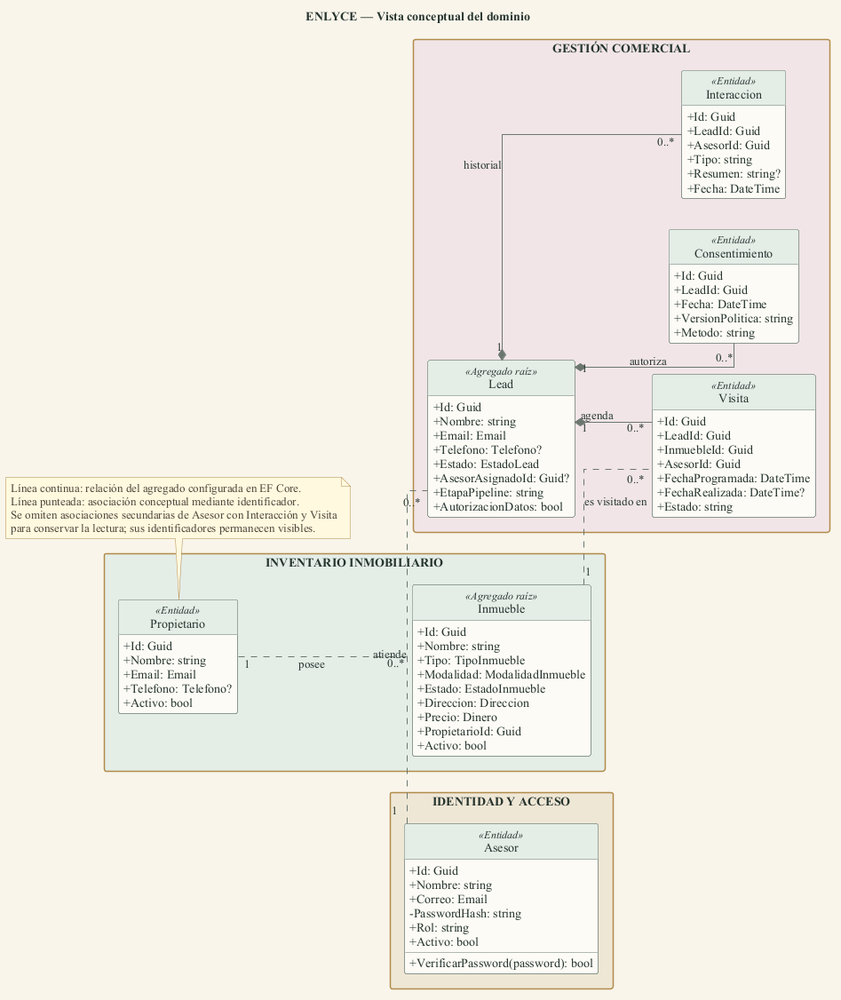 ENLYCE — Vista conceptual del dominio
GESTIÓN COMERCIAL
«Entidad»
Interaccion
+Id: Guid
+LeadId: Guid
+AsesorId: Guid
+Tipo: string
+Resumen: string?
+Fecha: DateTime
0..*
historial
1
«Entidad»
Consentimiento
+Id: Guid
+LeadId: Guid
+Fecha: DateTime
+VersionPolitica: string
+Metodo: string
0..*
autoriza
1
«Agregado raíz»
Lead
+Id: Guid
+Nombre: string
+Email: Email
+Telefono: Telefono?
+Estado: EstadoLead
+AsesorAsignadoId: Guid?
+EtapaPipeline: string
+AutorizacionDatos: bool
agenda
1
0..*
«Entidad»
Visita
+Id: Guid
+LeadId: Guid
+InmuebleId: Guid
+AsesorId: Guid
+FechaProgramada: DateTime
+FechaRealizada: DateTime?
+Estado: string
0..*
es visitado en
1
0..*
Línea continua: relación del agregado configurada en EF Core.
Línea punteada: asociación conceptual mediante identificador.
Se omiten asociaciones secundarias de Asesor con Interacción y Visita
para conservar la lectura; sus identificadores permanecen visibles.
INVENTARIO INMOBILIARIO
«Entidad»
Propietario
+Id: Guid
+Nombre: string
+Email: Email
+Telefono: Telefono?
+Activo: bool
1
posee
0..*
atiende
«Agregado raíz»
Inmueble
+Id: Guid
+Nombre: string
+Tipo: TipoInmueble
+Modalidad: ModalidadInmueble
+Estado: EstadoInmueble
+Direccion: Direccion
+Precio: Dinero
+PropietarioId: Guid
+Activo: bool
IDENTIDAD Y ACCESO
1
«Entidad»
Asesor
+Id: Guid
+Nombre: string
+Correo: Email
-PasswordHash: string
+Rol: string
+Activo: bool
+VerificarPassword(password): bool